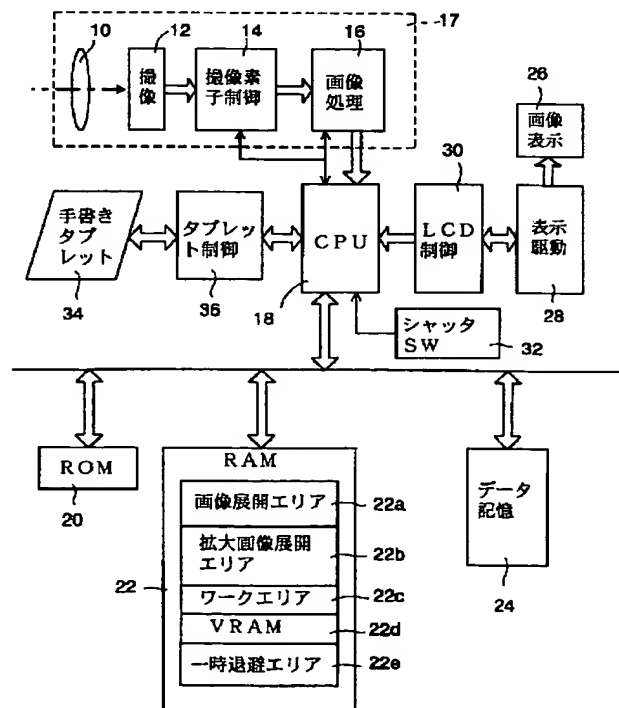 17
10
12
14
16
撮像
撮像素
子制御
画像
処理
26
画像
表示
30
手書き
タブ
レット
タブレッ
ト制御
CPU
LCD
制御
表示
駆動
34
36
18
28
シャッタ
SW
32
ROM
20
RAM
画像展開エリア
22a
拡大画像展開
エリア
22b
22
ワークエリア
22c
VRAM
22d
一時退避エリア
22e
データ
記憶
24